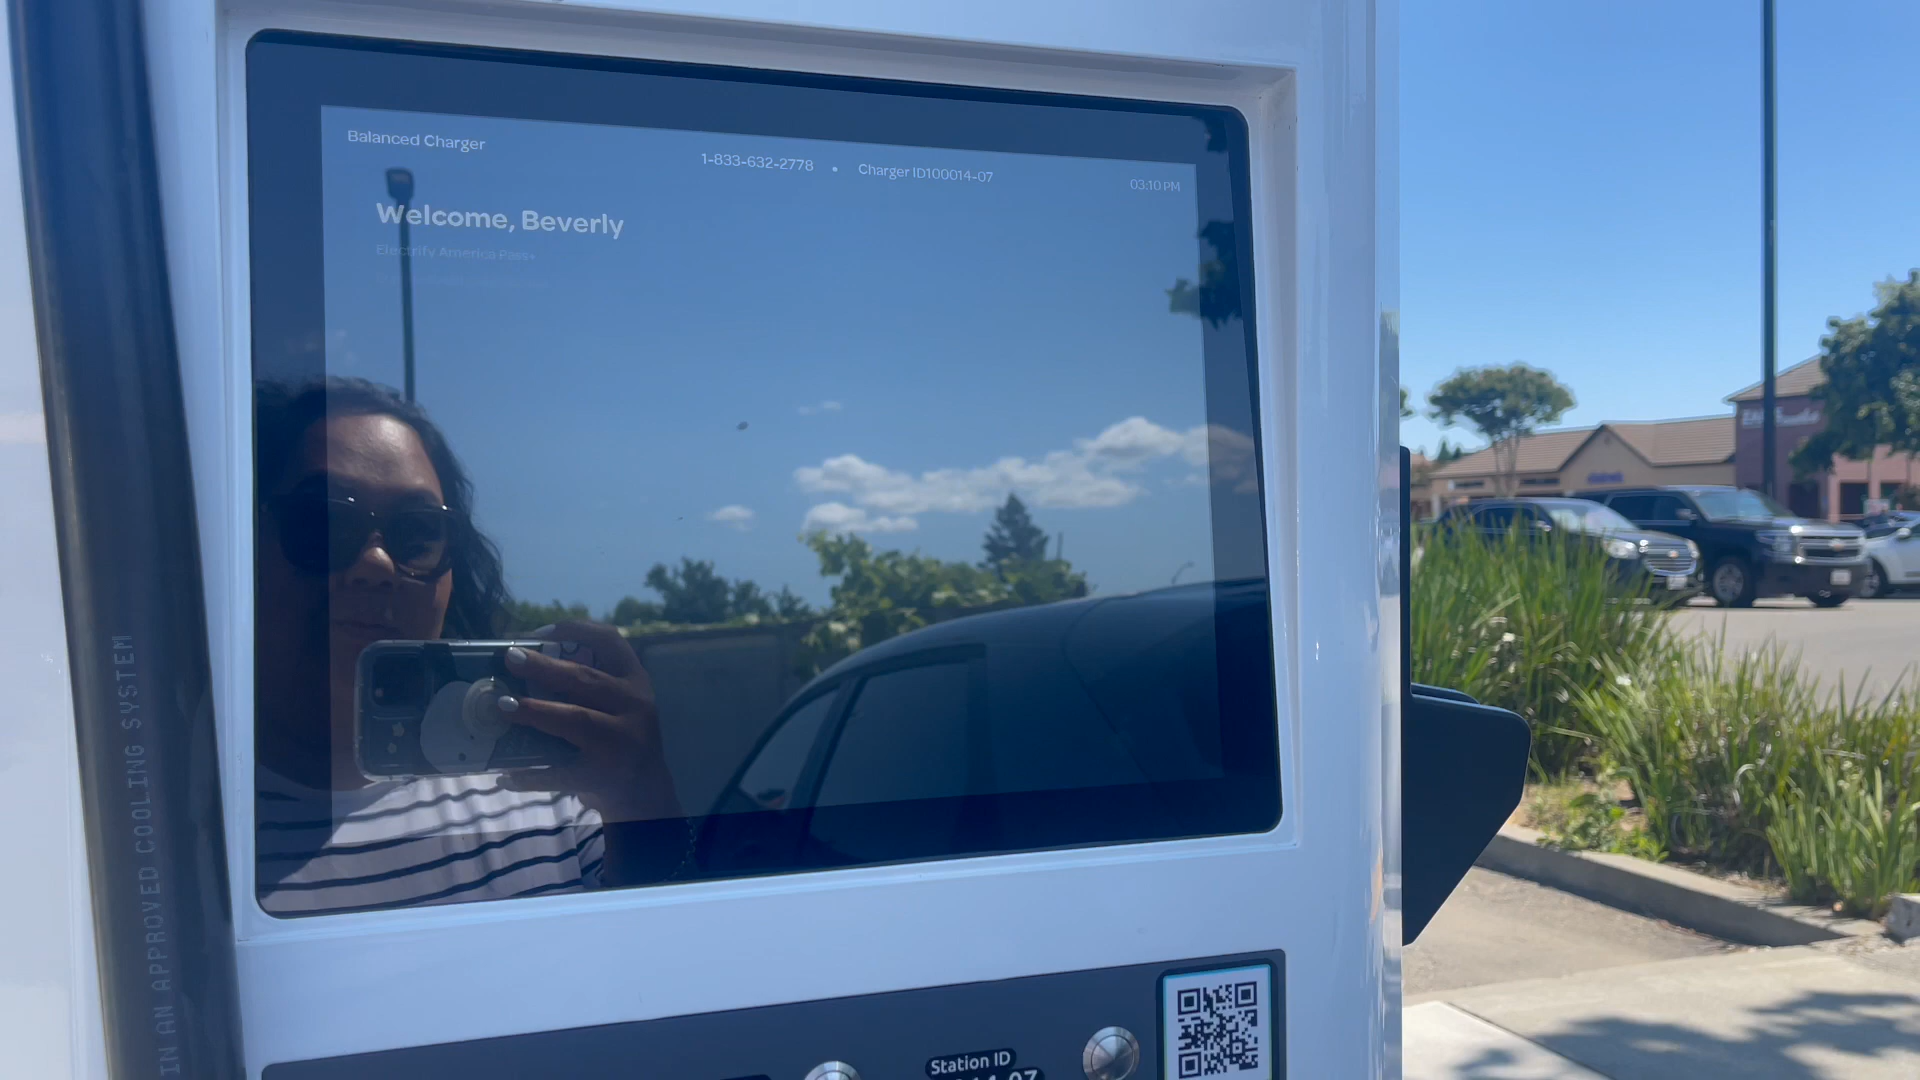 Balanced Charger
1-833-632-2778 • Charger ID100014-07
03:10 PM
Welcome, Beverly
Electrify America Pass+
IN AN APPROVED COOLING SYSTEM
Station ID